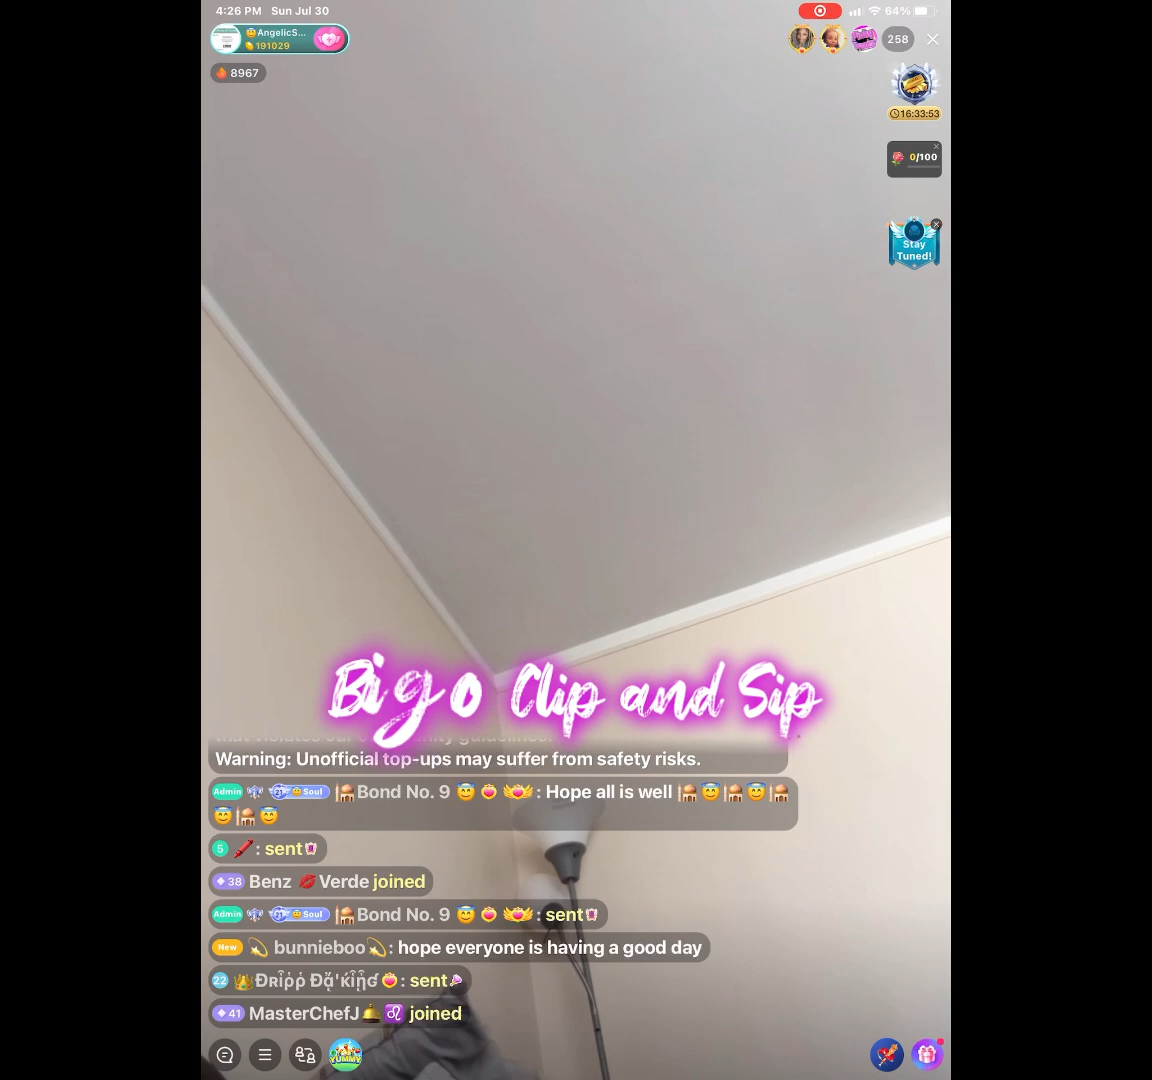 4:26 PM Sun Jul 30
64%
😇AngelicS...
191029
258
8967
16:33:53
0/100
Stay
Tuned!
Bigo Clip and Sip
Warning: Unofficial top-ups may suffer from safety risks.
Admin 21 😇Soul 🕌Bond No. 9 😇: Hope all is well 🕌😇🕌😇🕌
😇🕌😇
5 : sent
38 Benz 💋Verde joined
Admin 21 😇Soul 🕌Bond No. 9 😇: sent
New 💫 bunnieboo💫: hope everyone is having a good day
22 : sent
41 MasterChefJ🔔♌ joined
YUMMY